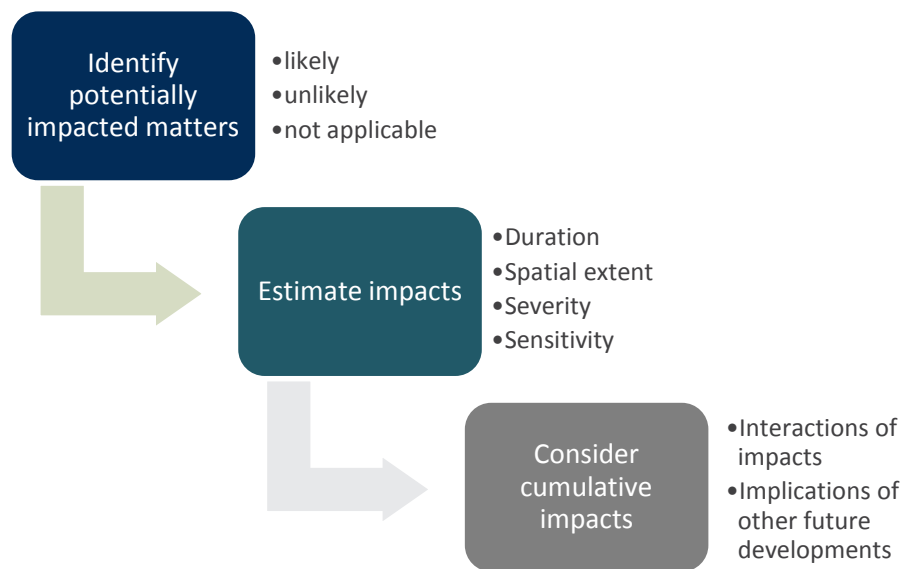 Identify
potentially
impacted matters
•likely
•unlikely
•not applicable
Estimate impacts
•Duration
•Spatial extent
•Severity
•Sensitivity
Consider
cumulative
impacts
•Interactions of
impacts
•Implications of
other future
developments